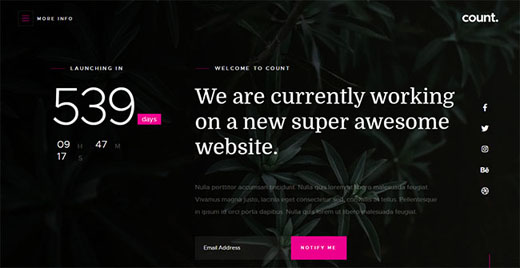 MORE INFO
count.
LAUNCHING IN
539 days
09 H 47 M
17 S
WELCOME TO COUNT
We are currently working
on a new super awesome
website.
Nulla porttitor accumsan tincidunt. Nulla quis lorem ut libero malesuada feugiat.
Vivamus magna justo, lacinia eget consectetur sed, convallis at tellus. Pellentesque
in ipsum id orci porta dapibus. Nulla quis lorem ut libero malesuada feugiat.
Email Address
NOTIFY ME